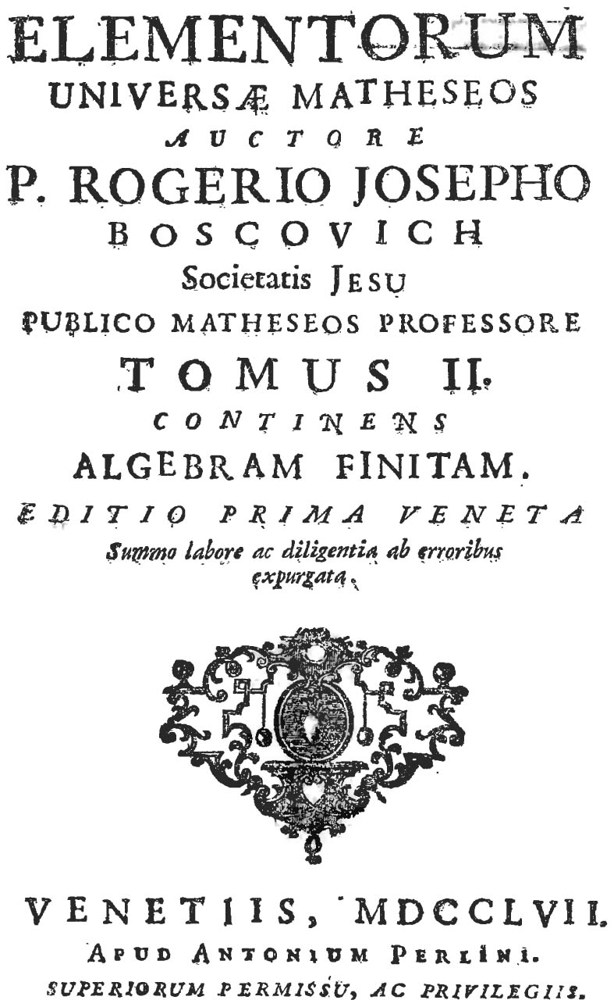 ELEMENTORUM
UNIVERSÆ MATHESEOS
AUCTORE
P. ROGERIO JOSEPHO
BOSCOVICH
Societatis JESU
PUBLICO MATHESEOS PROFESSORE
TOMUS II.
CONTINENS
ALGEBRAM FINITAM.
EDITIO PRIMA VENETA
Summo labore ac diligentia ab erroribus
expurgata.
VENETIIS, MDCCLVII.
APUD ANTONIUM PERLINI.
SUPERIORUM PERMISSU, AC PRIVILEGIIS.